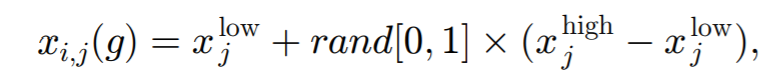 x_{i,j}(g) = x_j^{low} + rand[0, 1] × (x_j^{high} − x_j^{low}),